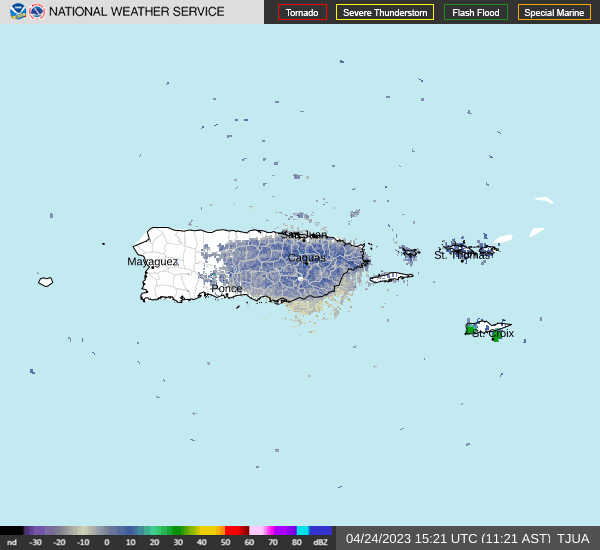 NATIONAL WEATHER SERVICE
Tornado Severe Thunderstorm Flash Flood Special Marine
San Juan
Mayaguez Caguas St. Thomas
Ponce
St. Croix
nd -30 -20 -10 0 10 20 30 40 50 60 70 80 dBZ
04/24/2023 15:21 UTC (11:21 AST) TJUA